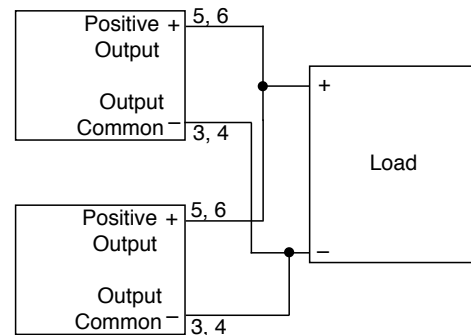 Positive + 5, 6
Output
Output
Common − 3, 4
+
Load
−
Positive + 5, 6
Output
Output
Common − 3, 4